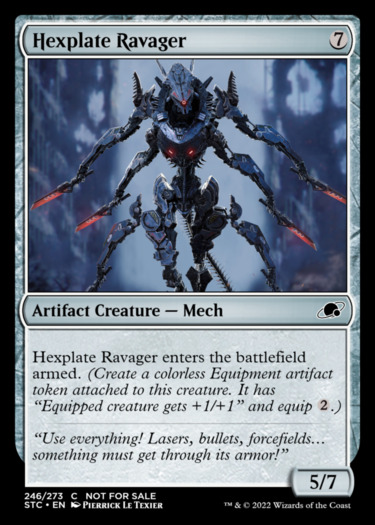 Hexplate Ravager 7
Artifact Creature — Mech
Hexplate Ravager enters the battlefield
armed. (Create a colorless Equipment artifact
token attached to this creature. It has
“Equipped creature gets +1/+1” and equip 2.)
“Use everything! Lasers, bullets, forcefields…
something must get through its armor!”
5/7
246/273 C NOT FOR SALE
STC • EN Pierrick Le Texier
™ & © 2022 Wizards of the Coast